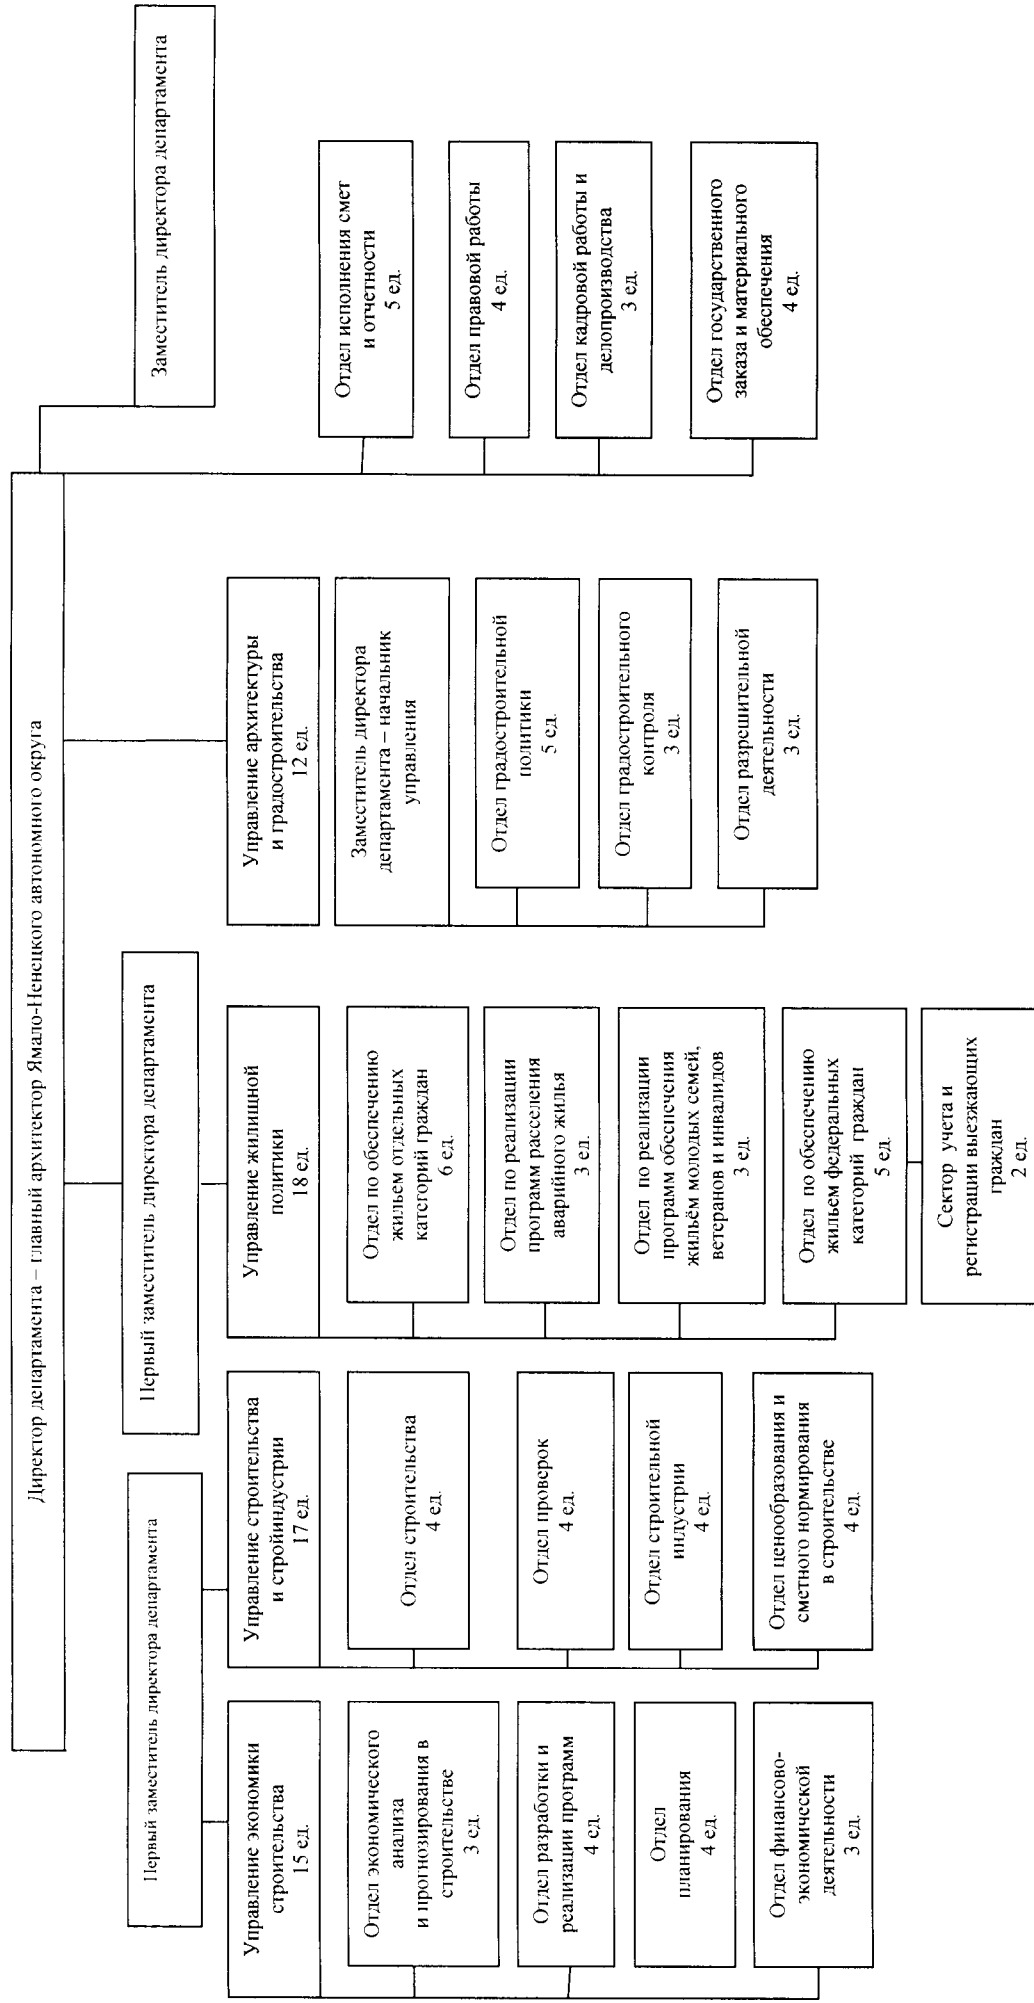 Директор департамента – главный архитектор Ямало-Ненецкого автономного округа
Первый заместитель директора департамента
Первый заместитель директора департамента
Заместитель директора департамента
Управление экономики
строительства
15 ед.
Отдел экономического
анализа
и прогнозирования в
строительстве
3 ед.
Отдел разработки и
реализации программ
4 ед.
Отдел
планирования
4 ед.
Отдел финансово-
экономической
деятельности
3 ед.
Управление строительства
и стройиндустрии
17 ед.
Отдел строительства
4 ед.
Отдел проверок
4 ед.
Отдел строительной
индустрии
4 ед.
Отдел ценообразования и
сметного нормирования
в строительстве
4 ед.
Управление жилищной
политики
18 ед.
Отдел по обеспечению
жильем отдельных
категорий граждан
6 ед.
Отдел по реализации
программ расселения
аварийного жилья
3 ед.
Отдел по реализации
программ обеспечения
жильём молодых семей,
ветеранов и инвалидов
3 ед.
Отдел по обеспечению
жильем федеральных
категорий граждан
5 ед.
Сектор учета и
регистрации выезжающих
граждан
2 ед.
Управление архитектуры
и градостроительства
12 ед.
Заместитель директора
департамента – начальник
управления
Отдел градостроительной
политики
5 ед.
Отдел градостроительного
контроля
3 ед.
Отдел разрешительной
деятельности
3 ед.
Отдел исполнения смет
и отчетности
5 ед.
Отдел правовой работы
4 ед.
Отдел кадровой работы и
делопроизводства
3 ед.
Отдел государственного
заказа и материального
обеспечения
4 ед.